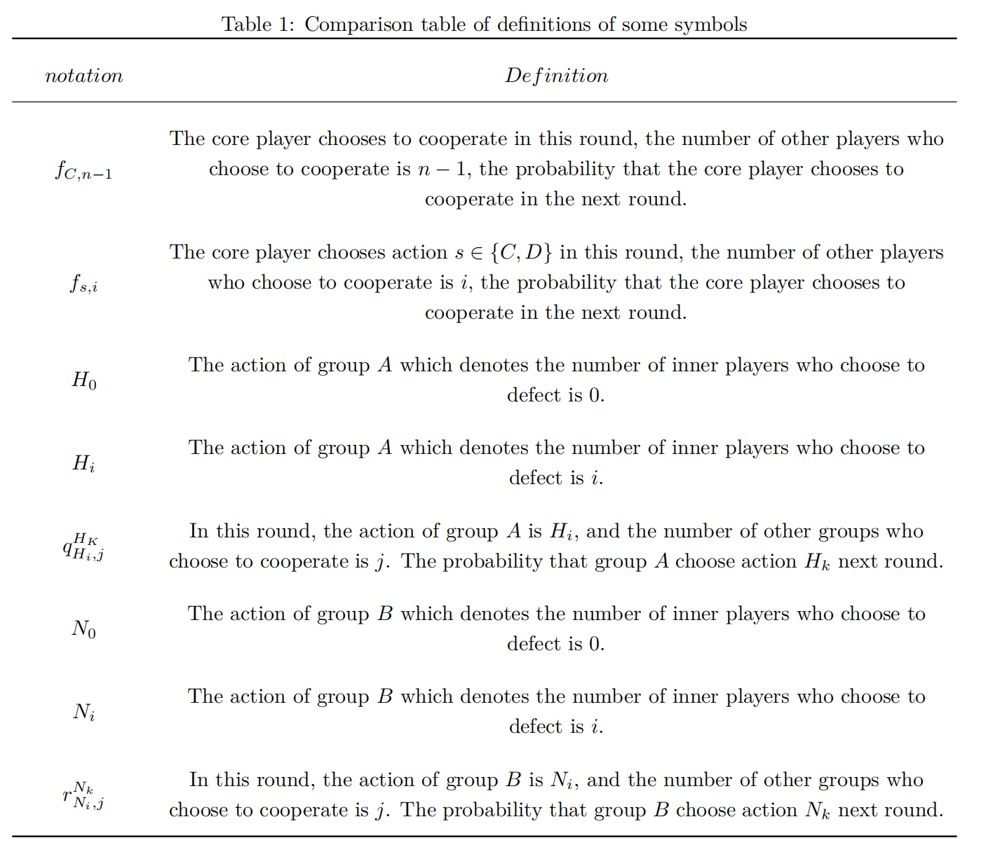 Table 1: Comparison table of definitions of some symbols
notation Definition
The core player chooses to cooperate in this round, the number of other players who
$f_{C,n-1}$ choose to cooperate is $n-1$, the probability that the core player chooses to
cooperate in the next round.
The core player chooses action $s \in \{C, D\}$ in this round, the number of other players
$f_{s,i}$ who choose to cooperate is $i$, the probability that the core player chooses to
cooperate in the next round.
The action of group $A$ which denotes the number of inner players who choose to
$H_0$
defect is 0.
The action of group $A$ which denotes the number of inner players who choose to
$H_i$
defect is $i$.
In this round, the action of group $A$ is $H_i$, and the number of other groups who
$q_{H_i,j}^{H_K}$
choose to cooperate is $j$. The probability that group $A$ choose action $H_k$ next round.
The action of group $B$ which denotes the number of inner players who choose to
$N_0$
defect is 0.
The action of group $B$ which denotes the number of inner players who choose to
$N_i$
defect is $i$.
In this round, the action of group $B$ is $N_i$, and the number of other groups who
$r_{N_i,j}^{N_k}$
choose to cooperate is $j$. The probability that group $B$ choose action $N_k$ next round.